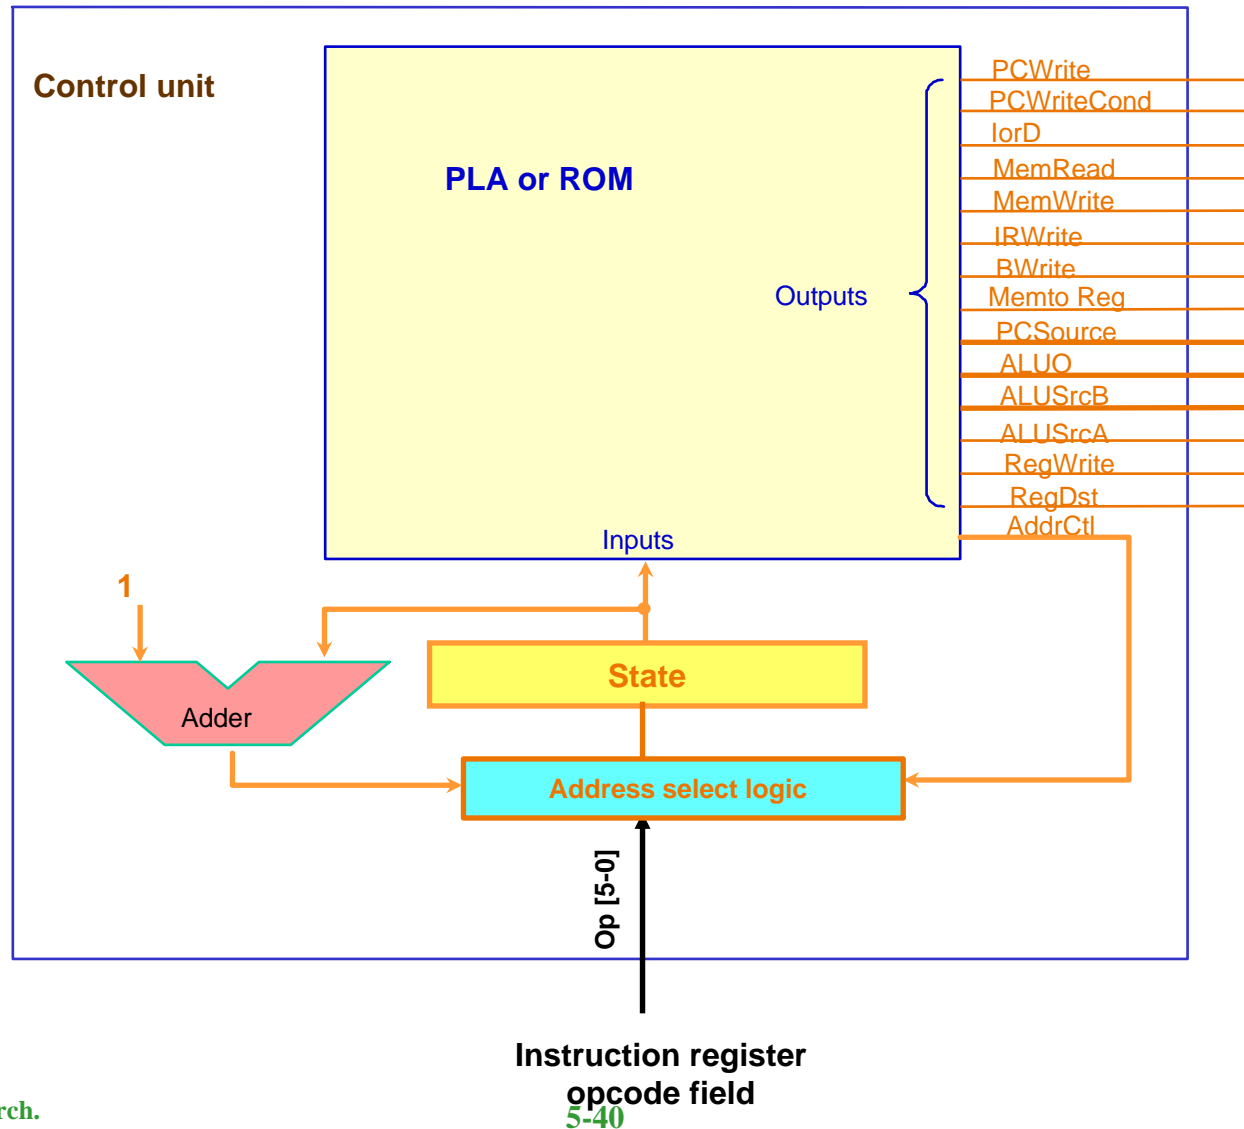 Control unit
PLA or ROM
Outputs
Inputs
PCWrite
PCWriteCond
IorD
MemRead
MemWrite
IRWrite
BWrite
Memto Reg
PCSource
ALUO
ALUSrcB
ALUSrcA
RegWrite
RegDst
AddrCtl
1
Adder
State
Address select logic
Op [5-0]
Instruction register
opcode field
rch.
5-40